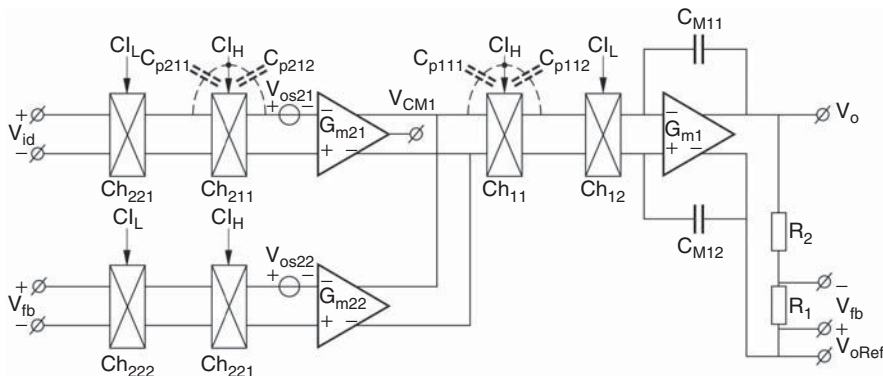 Cl_L
C_p211
Cl_H
C_p212
V_os21
V_CM1
C_p111
Cl_H
C_p112
Cl_L
C_M11
+
V_id
−
+ −
−
G_m21
+ −
−
G_m1
+ −
V_o
Ch_221
Ch_211
Ch_11
Ch_12
Cl_L
Cl_H
V_os22
C_M12
R_2
+
V_fb
−
+ −
−
G_m22
+ −
R_1
−
V_fb
+
V_oRef
Ch_222
Ch_221